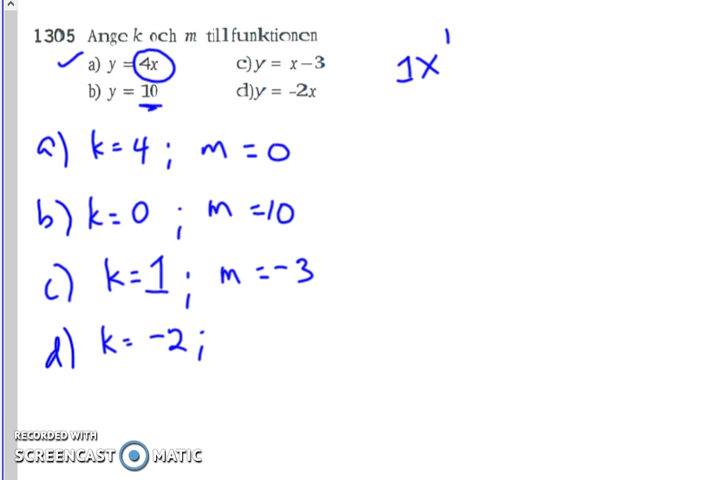 1305 Ange k och m till funktionen
a) y = 4x c) y = x-3
b) y = 10 d) y = -2x
1x¹
a) k = 4 ; m = 0
b) k = 0 ; m = 10
c) k = 1 ; m = -3
d) k = -2 ;
RECORDED WITH
SCREENCAST MATIC